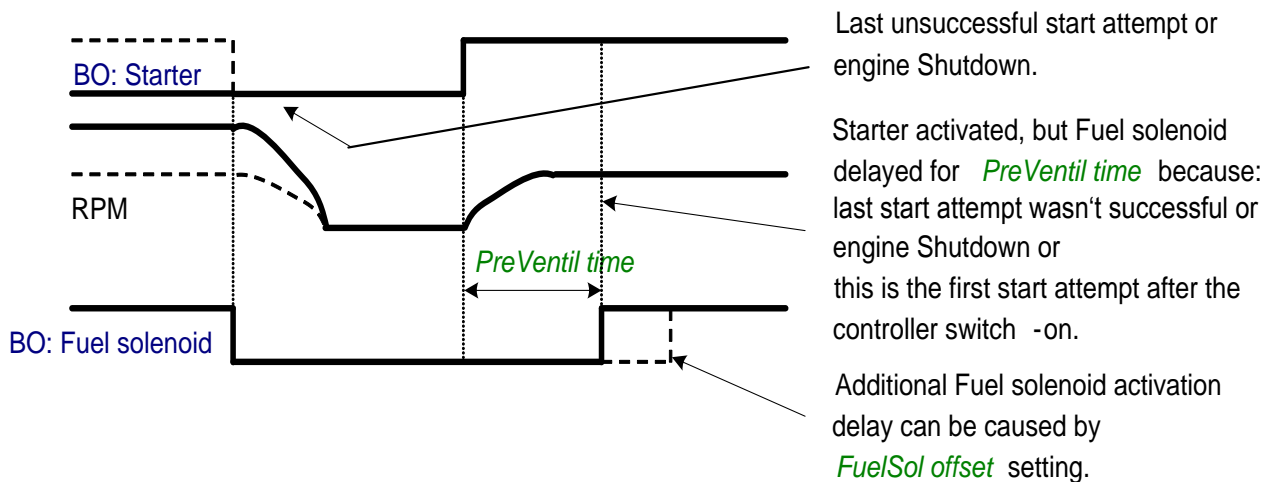 BO: Starter
RPM
PreVentil time
BO: Fuel solenoid
Last unsuccessful start attempt or
engine Shutdown.
Starter activated, but Fuel solenoid
delayed for PreVentil time because:
last start attempt wasn‘t successful or
engine Shutdown or
this is the first start attempt after the
controller switch -on.
Additional Fuel solenoid activation
delay can be caused by
FuelSol offset setting.